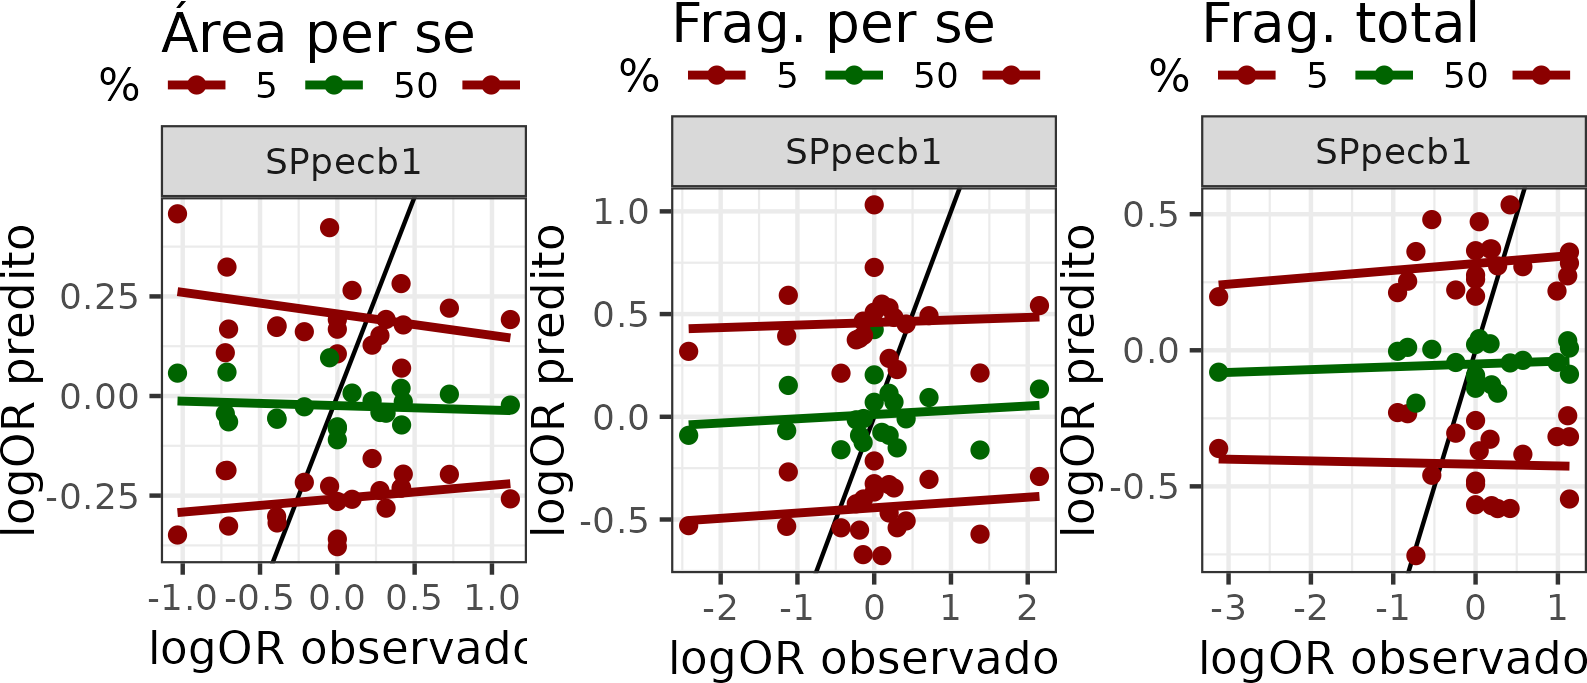 Área per se
% 5 50
SPpecb1
0.25
0.00
-0.25
-1.0 -0.5 0.0 0.5 1.0
logOR observado
logOR predito
Frag. per se
% 5 50
SPpecb1
1.0
0.5
0.0
-0.5
-2 -1 0 1 2
logOR observado
logOR predito
Frag. total
% 5 50
SPpecb1
0.5
0.0
-0.5
-3 -2 -1 0 1
logOR observado
logOR predito